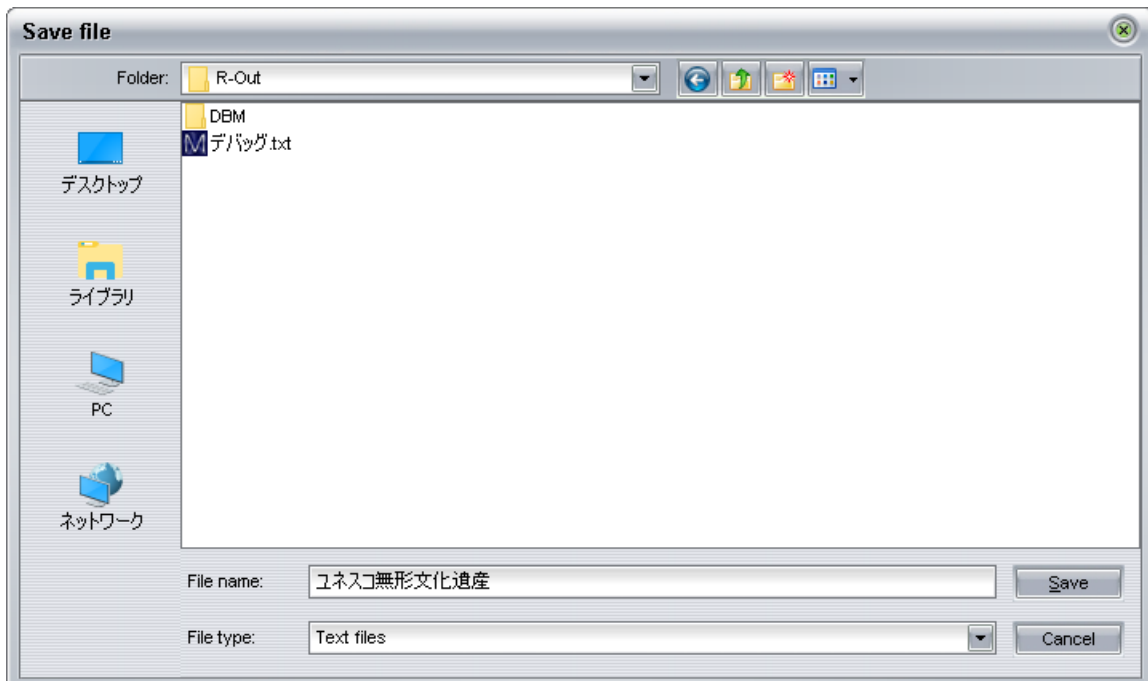 Save file
Folder: R-Out
DBM
デバッグ.txt
デスクトップ
ライブラリ
PC
ネットワーク
File name: ユネスコ無形文化遺産 Save
File type: Text files Cancel